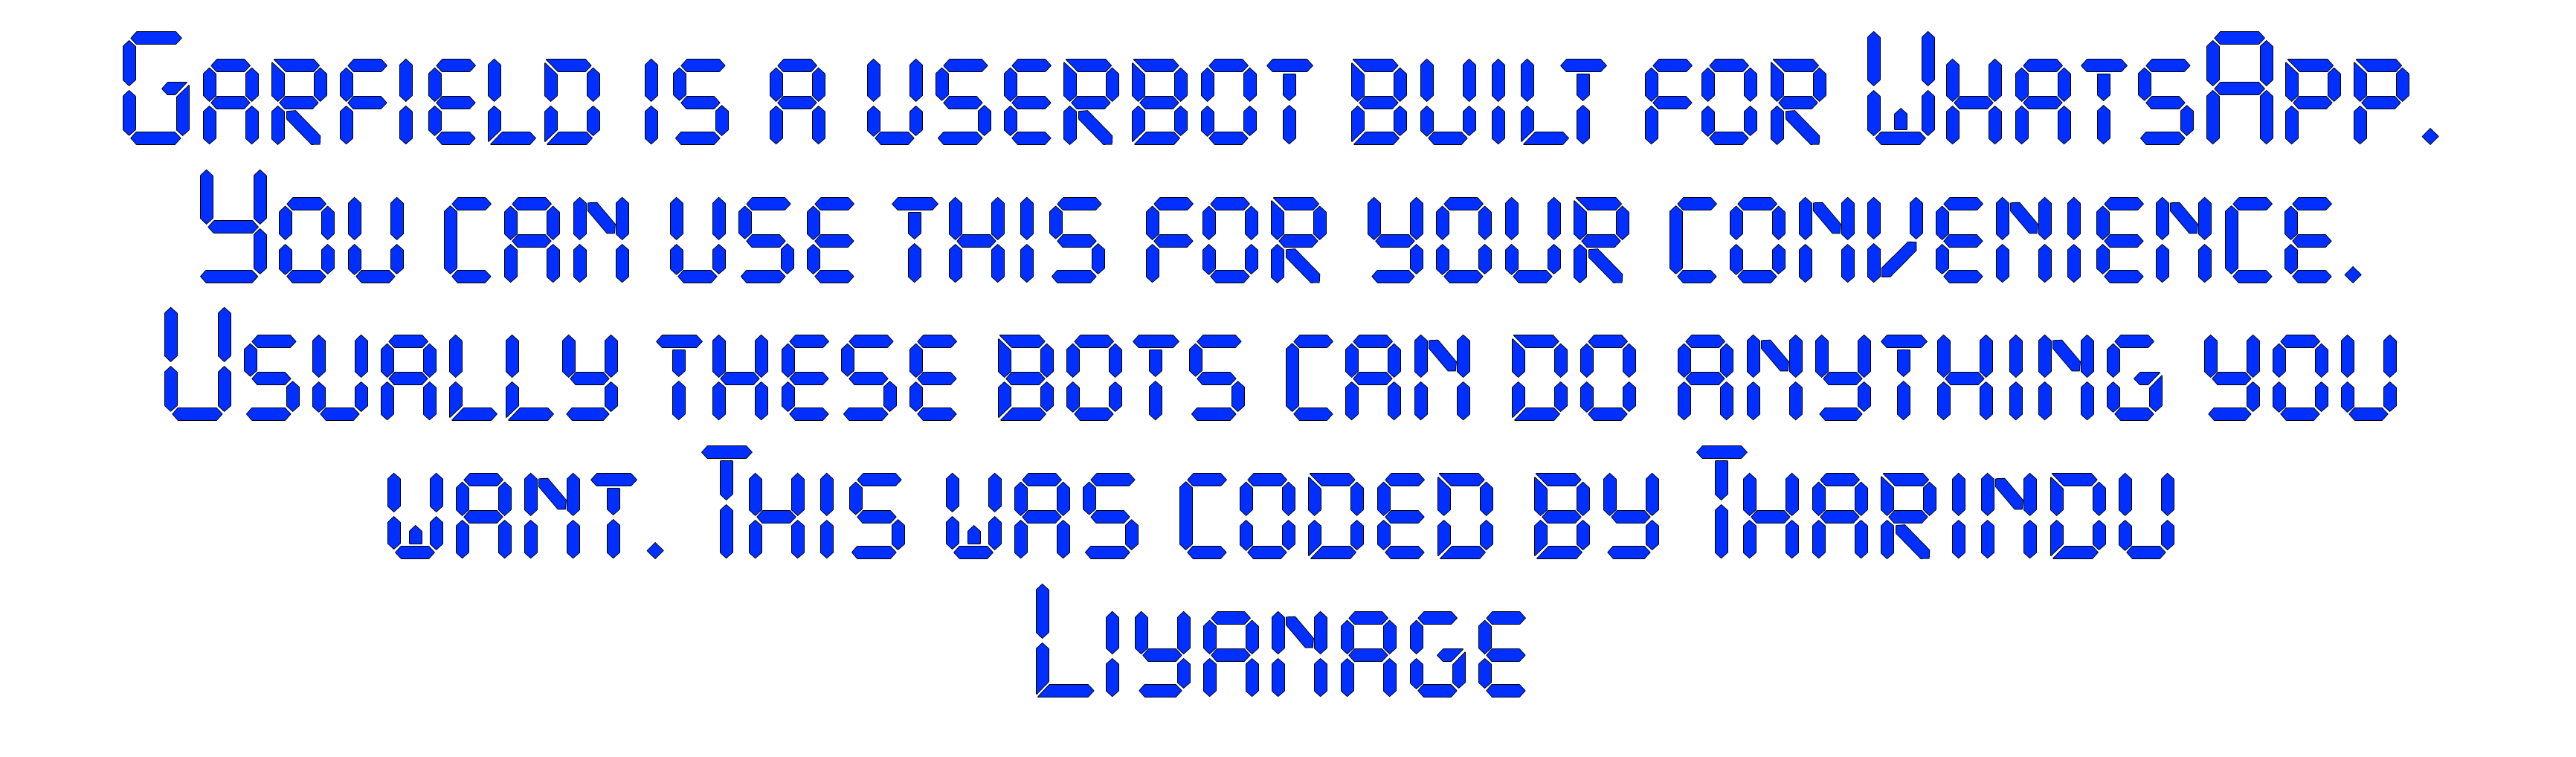 Garfield is a userbot built for WhatsApp.
You can use this for your convenience.
Usually these bots can do anything you
want. This was coded by Tharindu
Liyanage